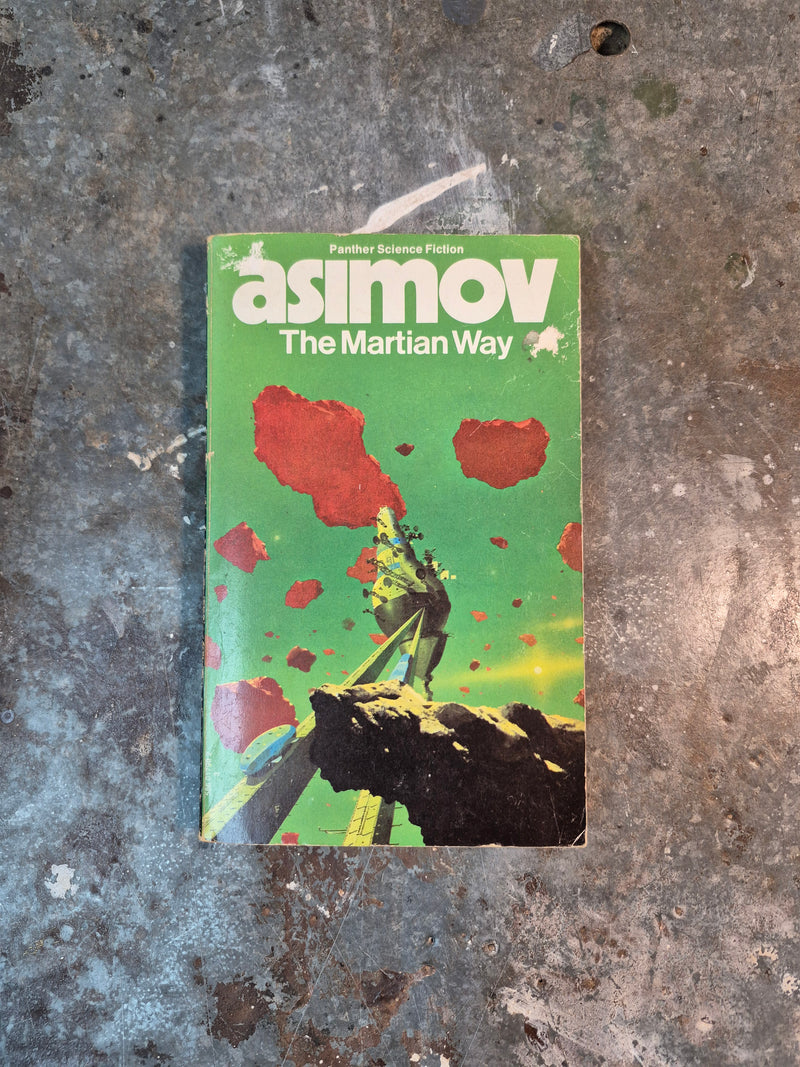 Panther Science Fiction
asimov
The Martian Way